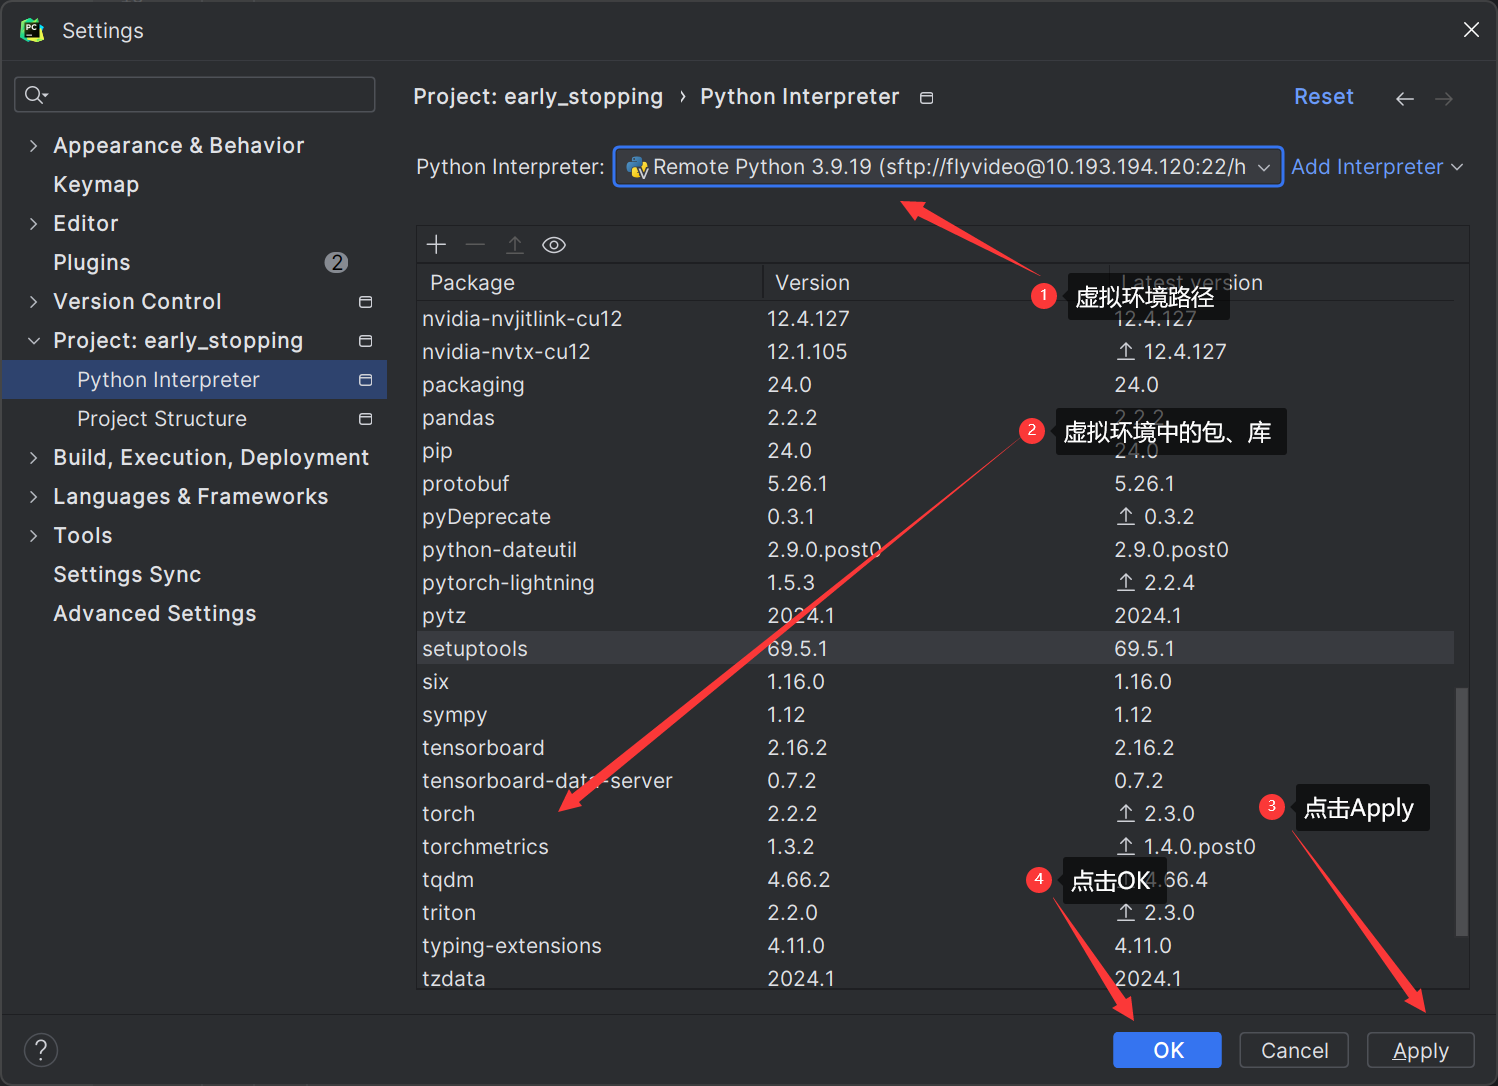 PC Settings
Appearance & Behavior
Keymap
Editor
Plugins 2
Version Control
Project: early_stopping
Python Interpreter
Project Structure
Build, Execution, Deployment
Languages & Frameworks
Tools
Settings Sync
Advanced Settings
Project: early_stopping › Python Interpreter
Reset
Python Interpreter: Remote Python 3.9.19 (sftp://flyvideo@10.193.194.120:22/h Add Interpreter
Package Version Latest version
1 虚拟环境路径
nvidia-nvjitlink-cu12 12.4.127 12.4.127
nvidia-nvtx-cu12 12.1.105 12.4.127
packaging 24.0 24.0
pandas 2.2.2 2.2.2
2 虚拟环境中的包、库
pip 24.0 24.0
protobuf 5.26.1 5.26.1
pyDeprecate 0.3.1 0.3.2
python-dateutil 2.9.0.post0 2.9.0.post0
pytorch-lightning 1.5.3 2.2.4
pytz 2024.1 2024.1
setuptools 69.5.1 69.5.1
six 1.16.0 1.16.0
sympy 1.12 1.12
tensorboard 2.16.2 2.16.2
tensorboard-data-server 0.7.2 0.7.2
torch 2.2.2 2.3.0
3 点击Apply
torchmetrics 1.3.2 1.4.0.post0
tqdm 4.66.2 4.66.4
4 点击OK
triton 2.2.0 2.3.0
typing-extensions 4.11.0 4.11.0
tzdata 2024.1 2024.1
? OK Cancel Apply